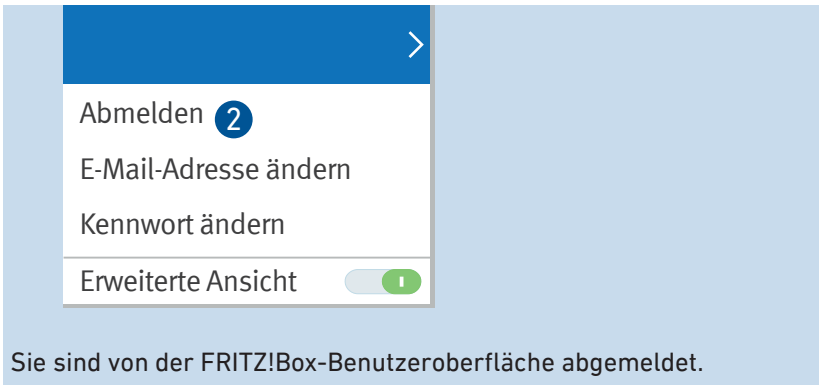 Abmelden 2
E-Mail-Adresse ändern
Kennwort ändern
Erweiterte Ansicht
Sie sind von der FRITZ!Box-Benutzeroberfläche abgemeldet.